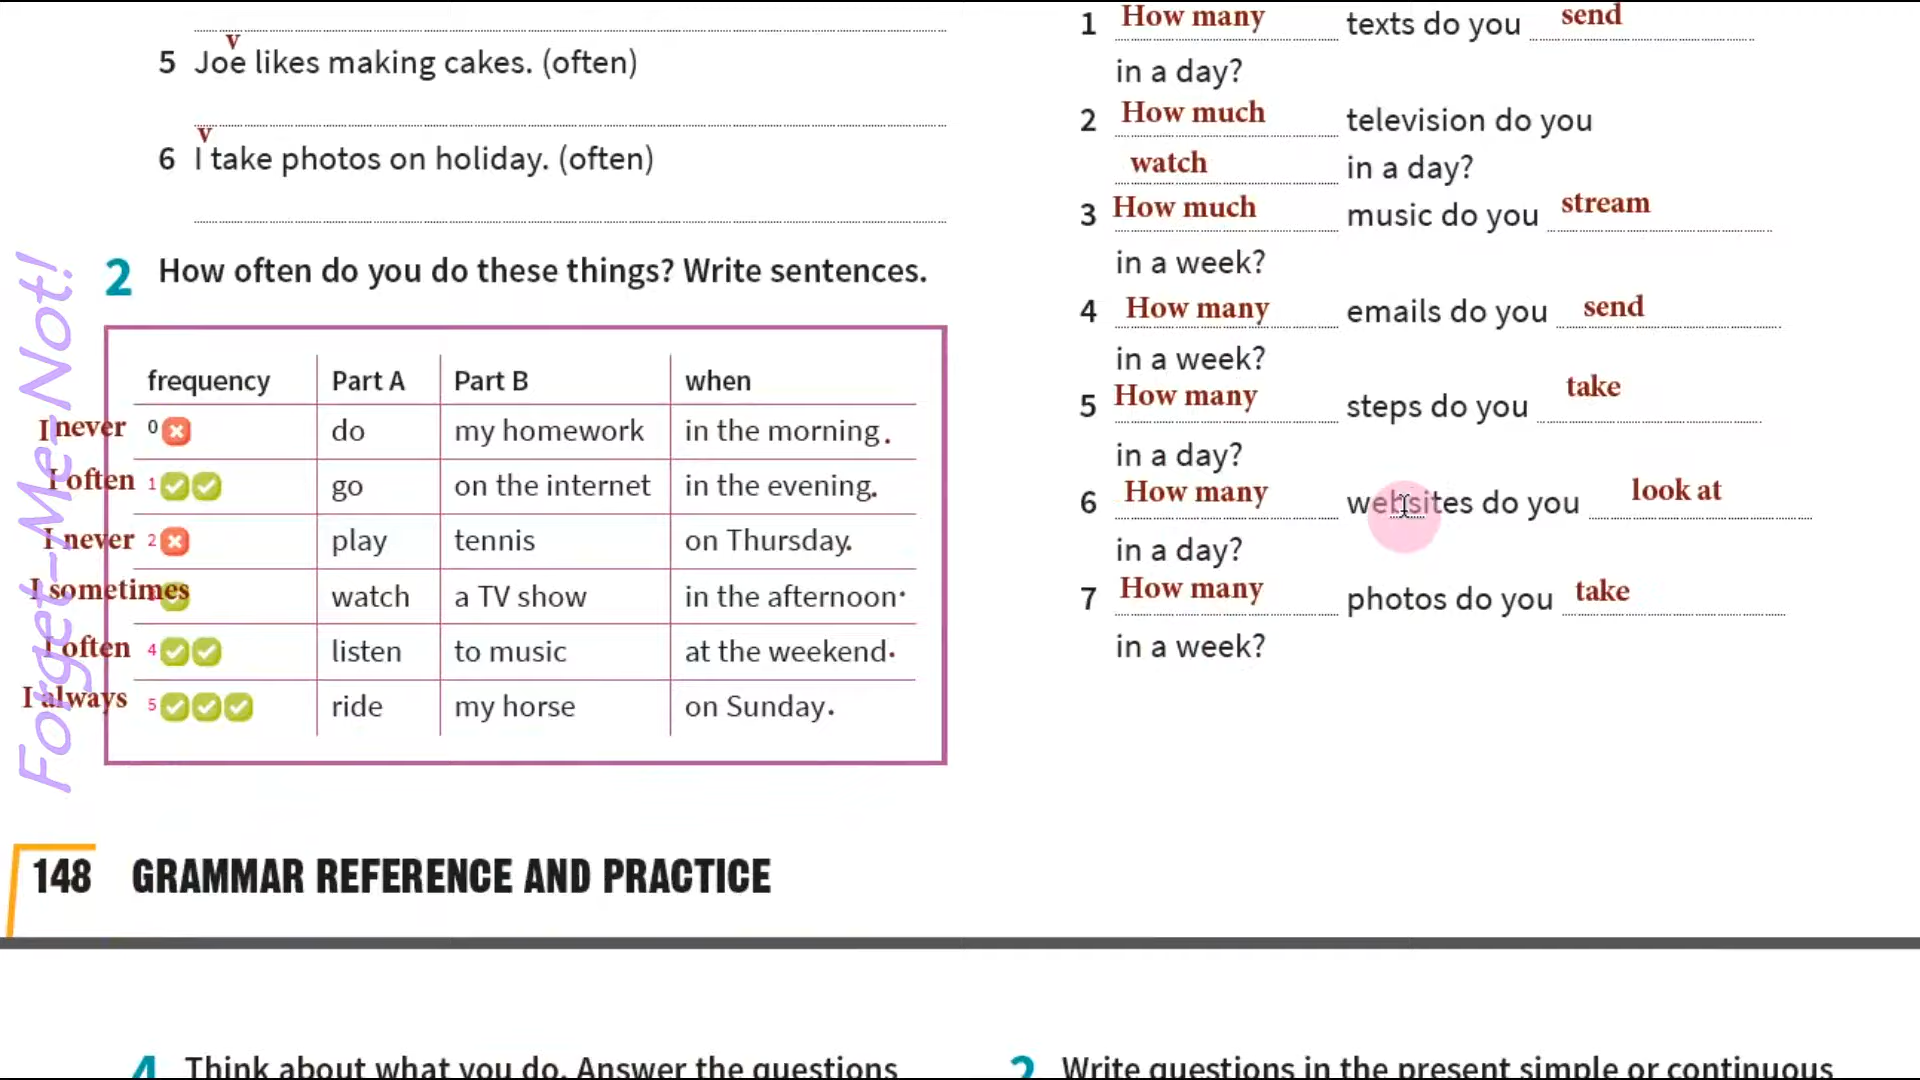 v
5 Joe likes making cakes. (often)
v
6 I take photos on holiday. (often)
2 How often do you do these things? Write sentences.
frequency Part A Part B when
I never 0 do my homework in the morning.
I often 1 go on the internet in the evening.
I never 2 play tennis on Thursday.
I sometimes watch a TV show in the afternoon.
I often 4 listen to music at the weekend.
I always 5 ride my horse on Sunday.
Forget-Me-Not!
1 How many texts do you send
in a day?
2 How much television do you
watch in a day?
3 How much music do you stream
in a week?
4 How many emails do you send
in a week?
5 How many steps do you take
in a day?
6 How many websites do you look at
in a day?
7 How many photos do you take
in a week?
148 GRAMMAR REFERENCE AND PRACTICE
4 Think about what you do. Answer the questions
2 Write questions in the present simple or continuous